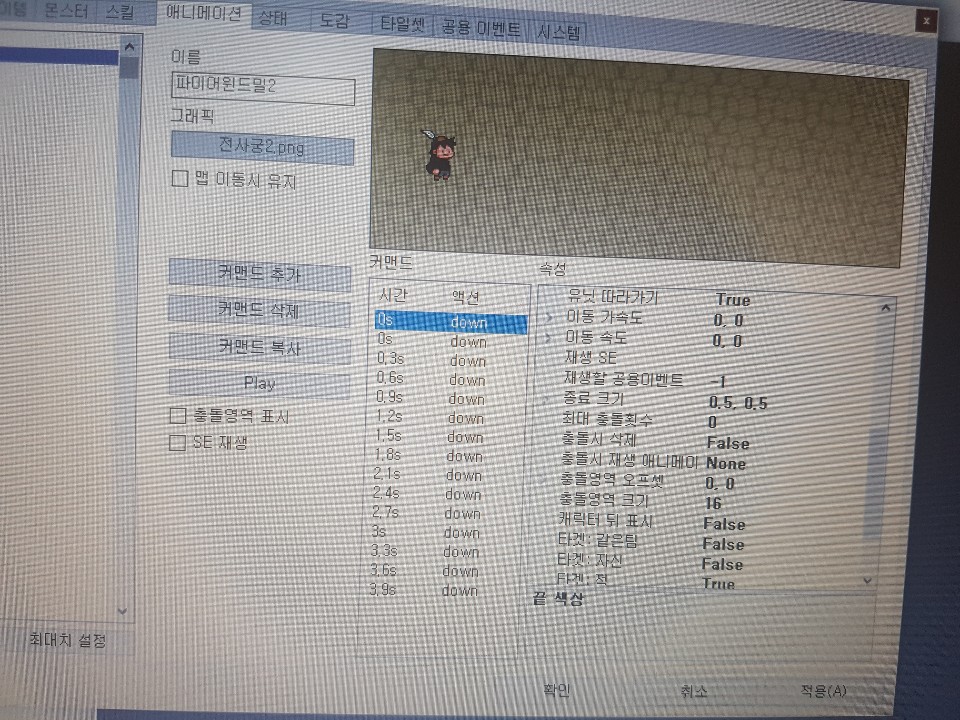 몬스터 스킬 애니메이션 상태 도감 타일셋 공용 이벤트 시스템
x
이름
파이어윈드밀2
그래픽
전사궁2.png
맵 이동시 유지
커맨드 추가
커맨드 삭제
커맨드 복사
Play
충돌영역 표시
SE 재생
최대치 설정
커맨드
시간 액션
0s down
0s down
0.3s down
0.6s down
0.9s down
1.2s down
1.5s down
1.8s down
2.1s down
2.4s down
2.7s down
3s down
3.3s down
3.6s down
3.9s down
속성
유닛 따라가기 True
이동 가속도 0, 0
이동 속도 0, 0
재생 SE
재생할 공용이벤트 -1
종료 크기 0.5, 0.5
최대 충돌횟수 0
충돌시 삭제 False
충돌시 재생 애니메이 None
충돌영역 오프셋 0, 0
충돌영역 크기 16
캐릭터 뒤 표시 False
타겟: 같은팀 False
타겟: 자신 False
타겟: 적 True
끝 색상
확인 취소 적용(A)